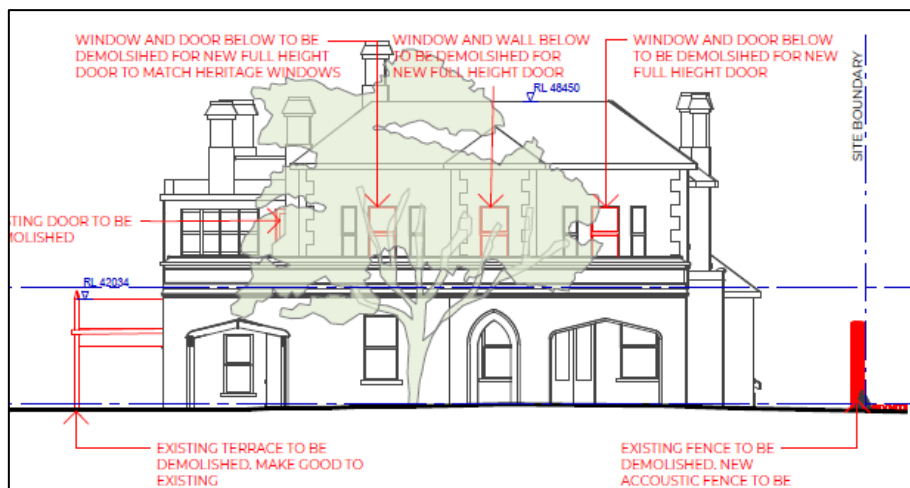 WINDOW AND DOOR BELOW TO BE
DEMOLSIHED FOR NEW FULL HEIGHT
DOOR TO MATCH HERITAGE WINDOWS
WINDOW AND WALL BELOW
TO BE DEMOLSIHED FOR
NEW FULL HEIGHT DOOR
WINDOW AND DOOR BELOW
TO BE DEMOLSIHED FOR NEW
FULL HIEGHT DOOR
SITE BOUNDARY
RL 48450
STING DOOR TO BE
MOLISHED
RL 42034
EXISTING TERRACE TO BE
DEMOLISHED. MAKE GOOD TO
EXISTING
EXISTING FENCE TO BE
DEMOLISHED. NEW
ACCOUSTIC FENCE TO BE